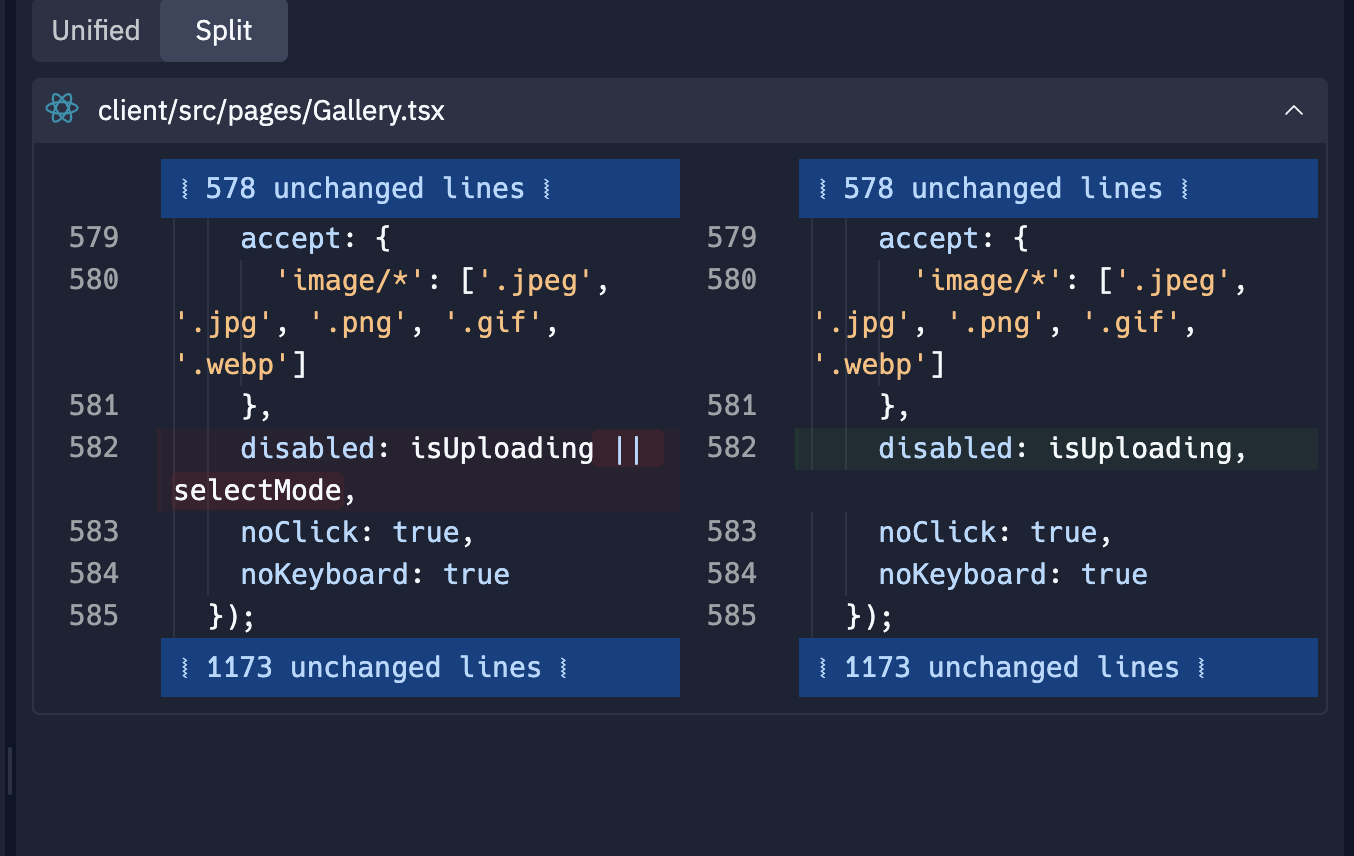 Unified Split
client/src/pages/Gallery.tsx
578 unchanged lines
579 accept: {
580 'image/*': ['.jpeg',
'.jpg', '.png', '.gif',
'.webp']
581 },
582 disabled: isUploading ||
selectMode,
583 noClick: true,
584 noKeyboard: true
585 });
1173 unchanged lines
578 unchanged lines
579 accept: {
580 'image/*': ['.jpeg',
'.jpg', '.png', '.gif',
'.webp']
581 },
582 disabled: isUploading,
583 noClick: true,
584 noKeyboard: true
585 });
1173 unchanged lines